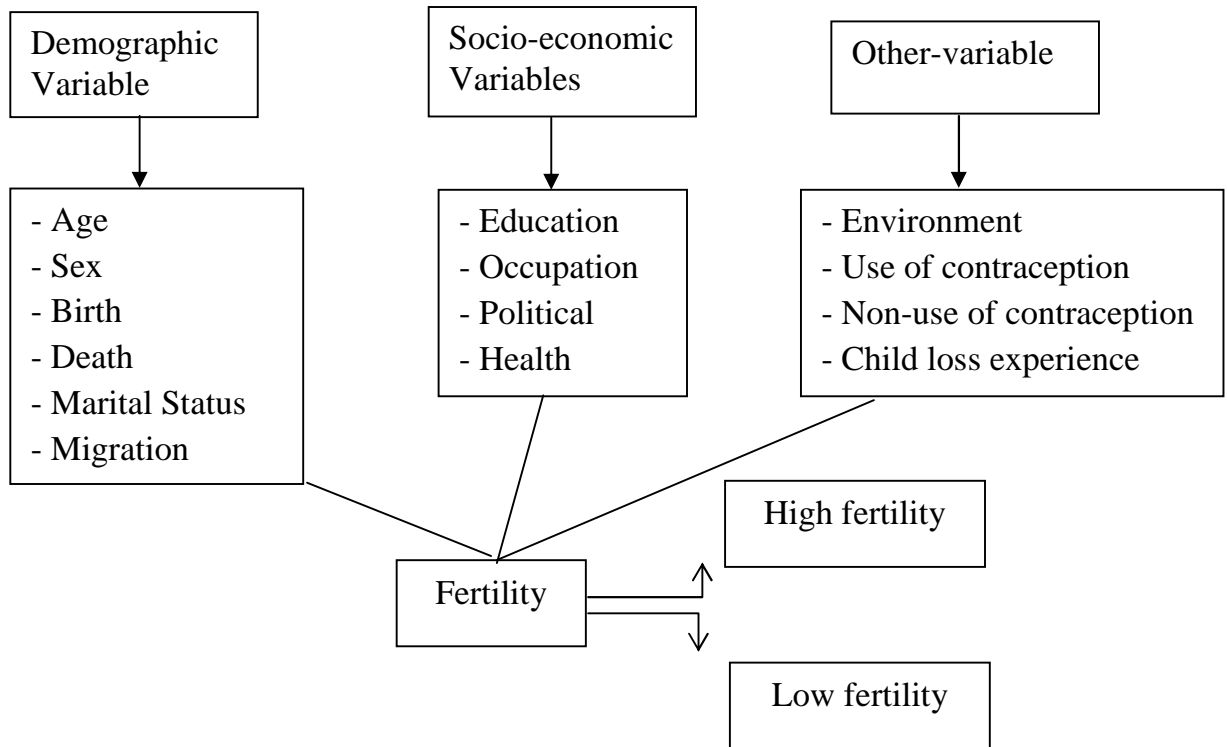 Demographic
Variable
Socio-economic
Variables
Other-variable
- Age
- Sex
- Birth
- Death
- Marital Status
- Migration
- Education
- Occupation
- Political
- Health
- Environment
- Use of contraception
- Non-use of contraception
- Child loss experience
High fertility
Fertility
Low fertility